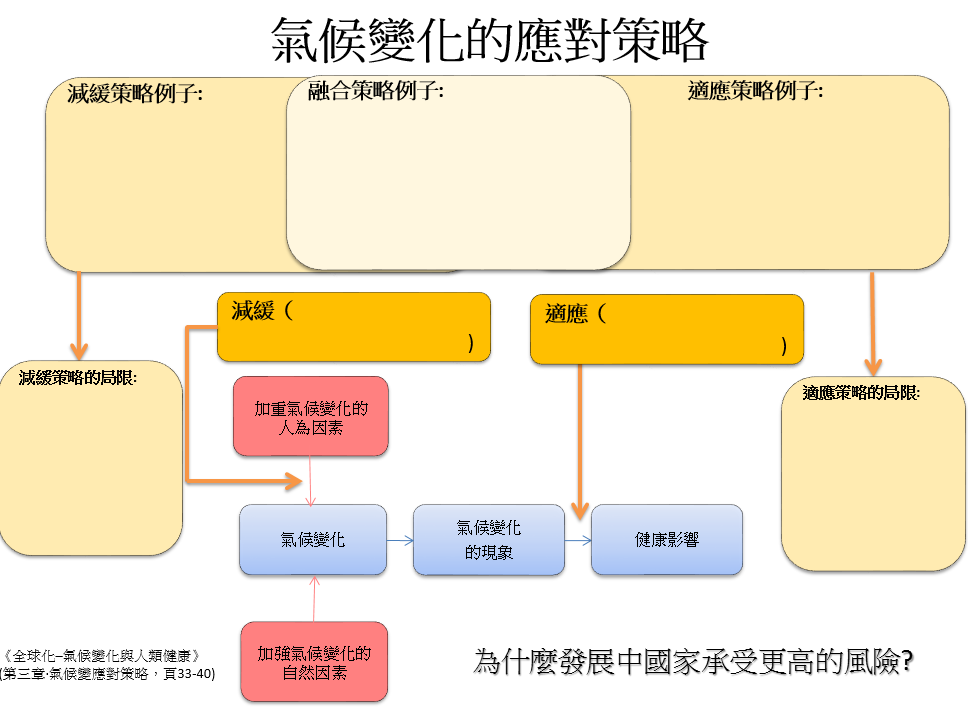 氣候變化的應對策略
減緩策略例子:
融合策略例子:
適應策略例子:
減緩（
)
適應（
)
減緩策略的局限:
適應策略的局限:
加重氣候變化的
人為因素
氣候變化
氣候變化
的現象
健康影響
加強氣候變化的
自然因素
《全球化–氣候變化與人類健康》
(第三章‧氣候變應對策略，頁33-40)
為什麼發展中國家承受更高的風險?